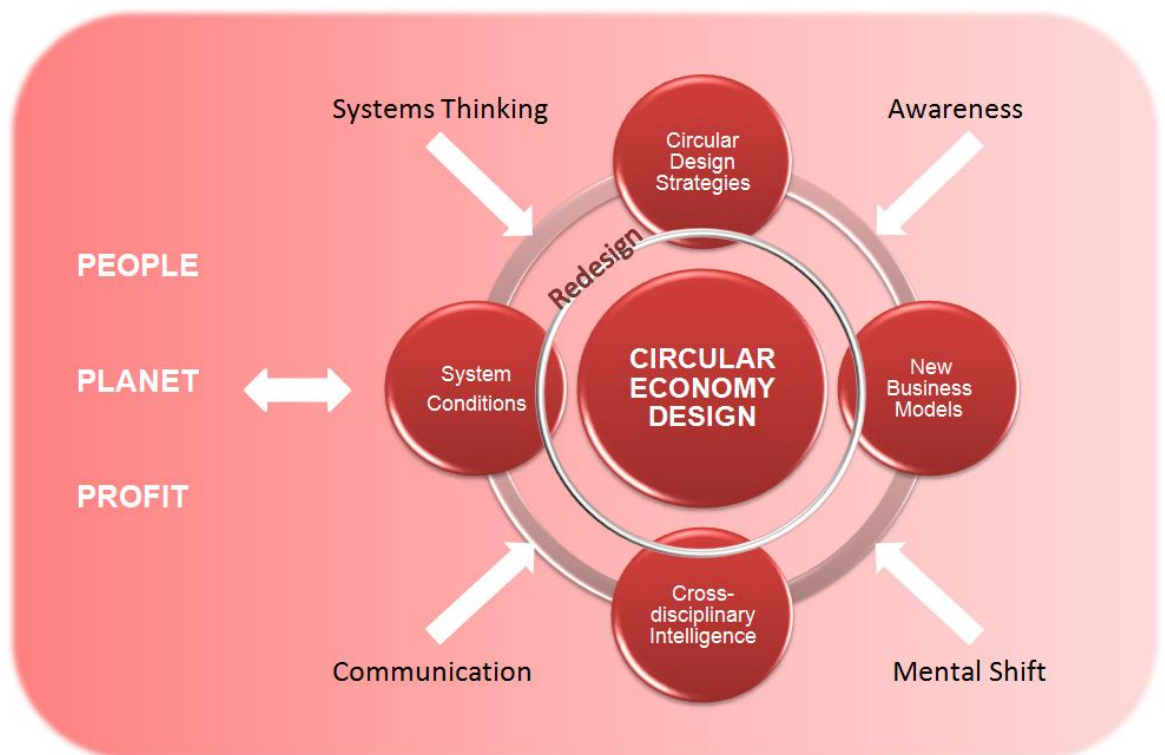 Systems Thinking
Awareness
Circular
Design
Strategies
Redesign
PEOPLE
PLANET
PROFIT
System
Conditions
CIRCULAR
ECONOMY
DESIGN
New
Business
Models
Cross-
disciplinary
Intelligence
Communication
Mental Shift